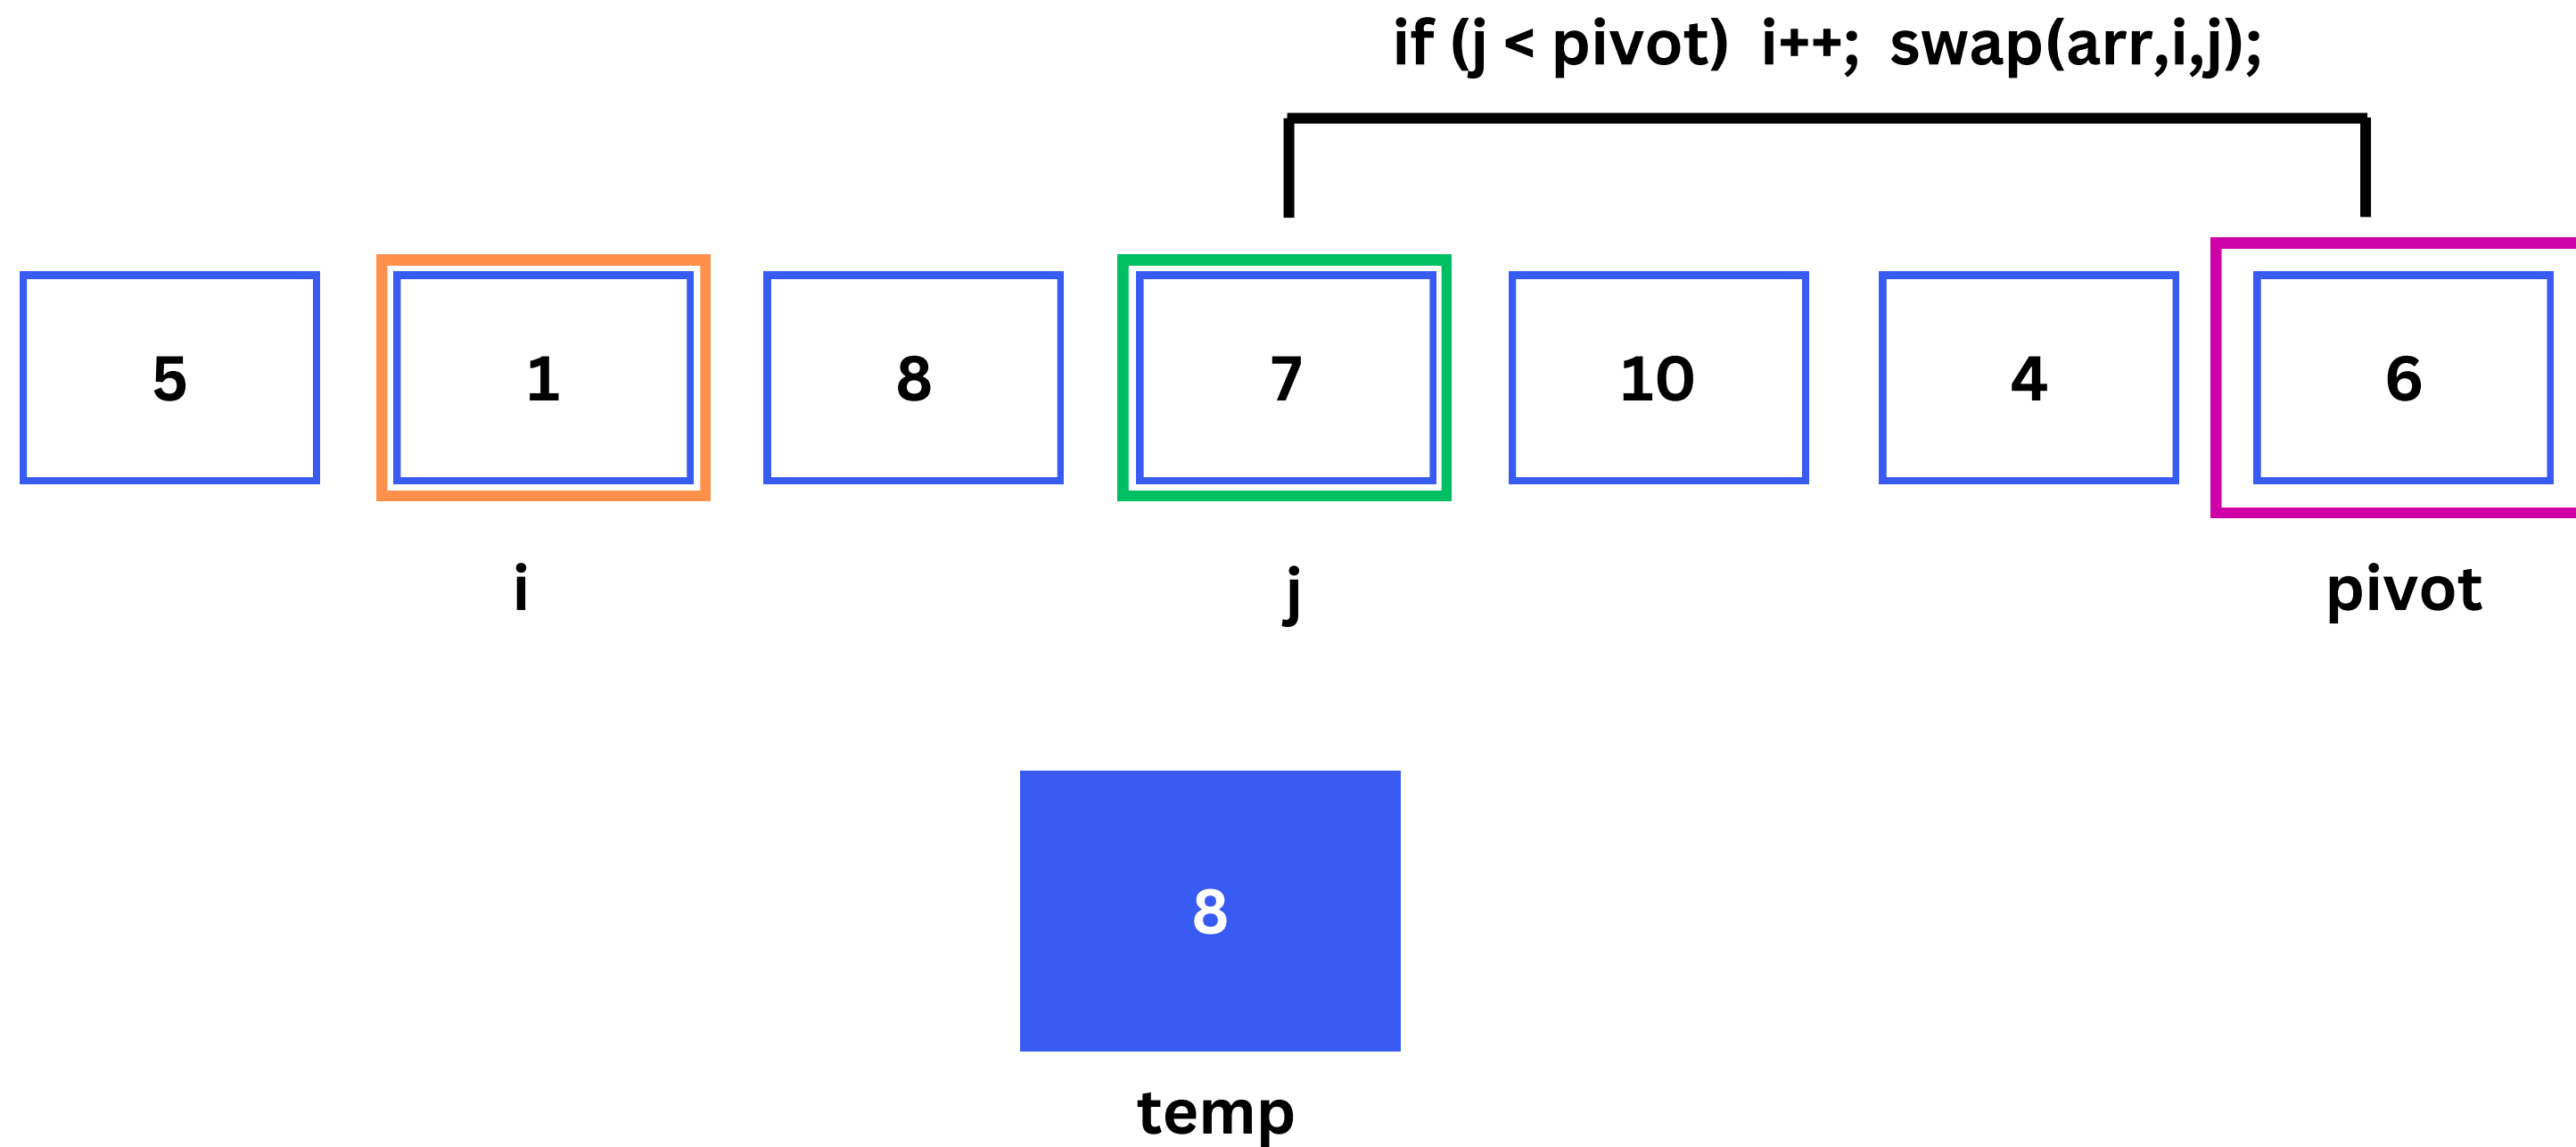 if (j < pivot)  i++;  swap(arr,i,j);
5 1 8 7 10 4 6
i j pivot
8
temp